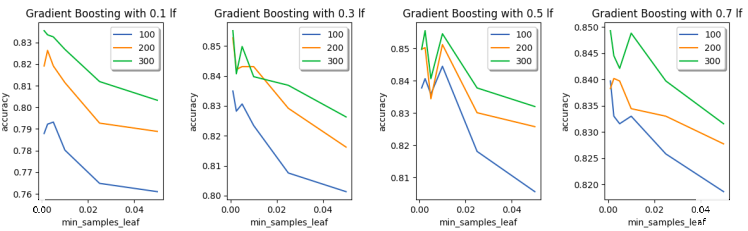 Gradient Boosting with 0.1 lf
0.83
0.82
0.81
0.80
0.79
0.78
0.77
0.76
accuracy
0.00 0.02 0.04
min_samples_leaf
100
200
300
Gradient Boosting with 0.3 lf
0.85
0.84
0.83
0.82
0.81
0.80
accuracy
0.00 0.02 0.04
min_samples_leaf
100
200
300
Gradient Boosting with 0.5 lf
0.85
0.84
0.83
0.82
0.81
accuracy
0.00 0.02 0.04
min_samples_leaf
100
200
300
Gradient Boosting with 0.7 lf
0.850
0.845
0.840
0.835
0.830
0.825
0.820
accuracy
0.00 0.02 0.04
min_samples_leaf
100
200
300